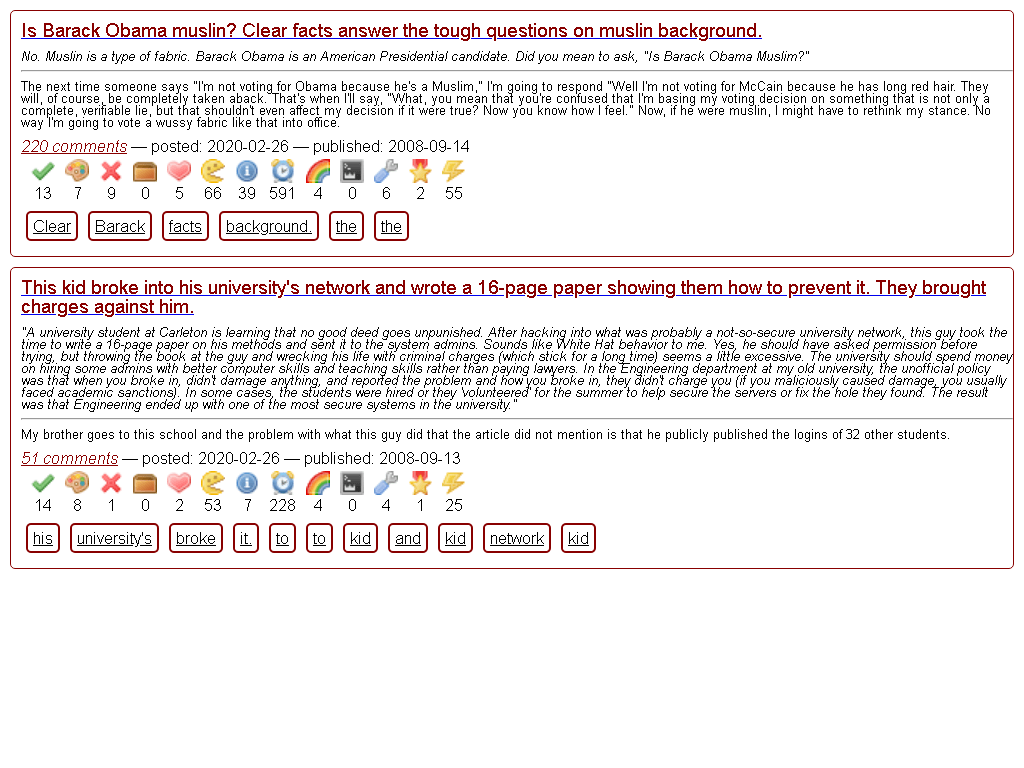 Is Barack Obama muslin? Clear facts answer the tough questions on muslin background.
No. Muslin is a type of fabric. Barack Obama is an American Presidential candidate. Did you mean to ask, "Is Barack Obama Muslim?"
The next time someone says "I'm not voting for Obama because he's a Muslim," I'm going to respond "Well I'm not voting for McCain because he has long red hair. They
will, of course, be completely taken aback. That's when I'll say, "What, you mean that you're confused that I'm basing my voting decision on something that is not only a
complete, verifiable lie, but that shouldn't even affect my decision if it were true? Now you know how I feel." Now, if he were muslin, I might have to rethink my stance. No
way I'm going to vote a wussy fabric like that into office.
220 comments — posted: 2020-02-26 — published: 2008-09-14
13 7 9 0 5 66 39 591 4 0 6 2 55
Clear Barack facts background. the the
This kid broke into his university's network and wrote a 16-page paper showing them how to prevent it. They brought
charges against him.
"A university student at Carleton is learning that no good deed goes unpunished. After hacking into what was probably a not-so-secure university network, this guy took the
time to write a 16-page paper on his methods and sent it to the system admins. Sounds like White Hat behavior to me. Yes, he should have asked permission before
trying, but throwing the book at the guy and wrecking his life with criminal charges (which stick for a long time) seems a little excessive. The university should spend money
on hiring some admins with better computer skills and teaching skills rather than paying lawyers. In the Engineering department at my old university, the unofficial policy
was that when you broke in, didn't damage anything, and reported the problem and how you broke in, they didn't charge you (if you maliciously caused damage, you usually
faced academic sanctions). In some cases, the students were hired or they 'volunteered' for the summer to help secure the servers or fix the hole they found. The result
was that Engineering ended up with one of the most secure systems in the university."
My brother goes to this school and the problem with what this guy did that the article did not mention is that he publicly published the logins of 32 other students.
51 comments — posted: 2020-02-26 — published: 2008-09-13
14 8 1 0 2 53 7 228 4 0 4 1 25
his university's broke it. to to kid and kid network kid